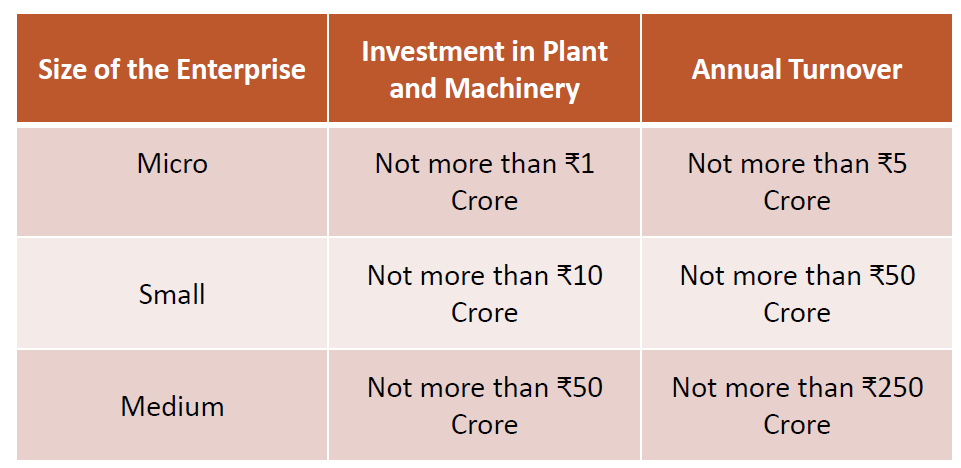 Size of the Enterprise
Investment in Plant
and Machinery
Annual Turnover
Micro
Not more than ₹1
Crore
Not more than ₹5
Crore
Small
Not more than ₹10
Crore
Not more than ₹50
Crore
Medium
Not more than ₹50
Crore
Not more than ₹250
Crore